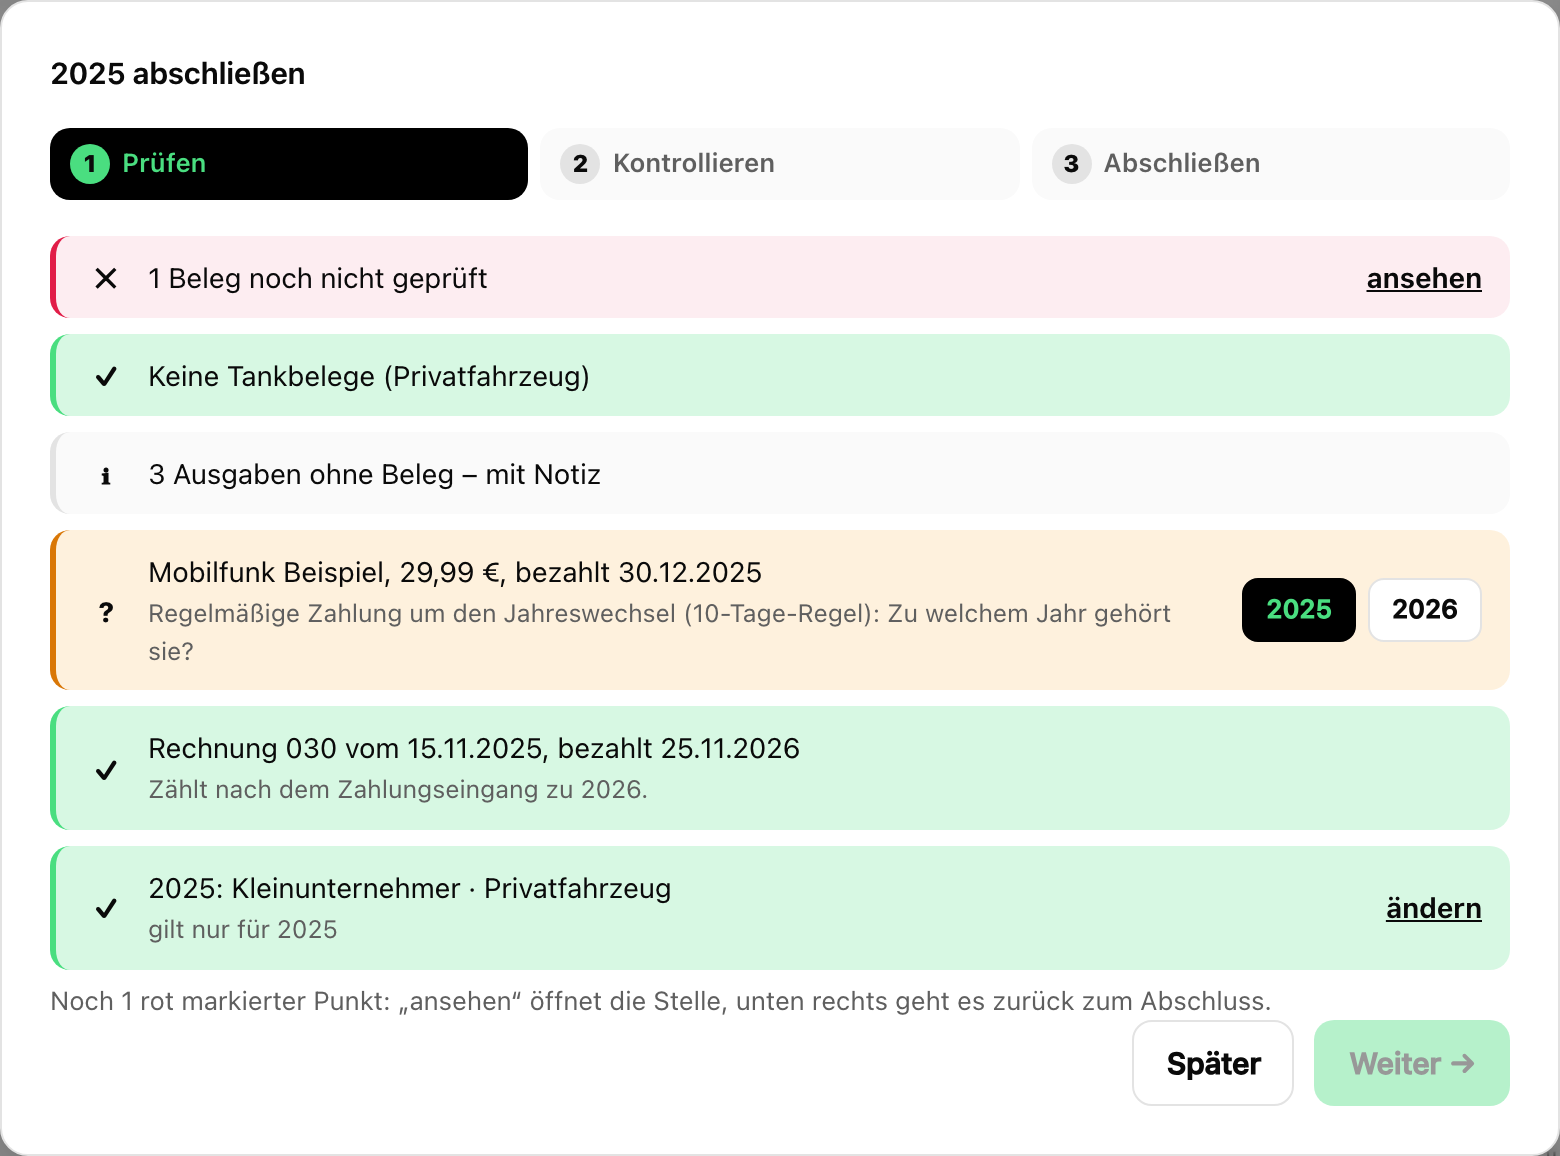 2025 abschließen
1 Prüfen
2 Kontrollieren
3 Abschließen
✕ 1 Beleg noch nicht geprüft ansehen
✓ Keine Tankbelege (Privatfahrzeug)
i 3 Ausgaben ohne Beleg – mit Notiz
Mobilfunk Beispiel, 29,99 €, bezahlt 30.12.2025
? Regelmäßige Zahlung um den Jahreswechsel (10-Tage-Regel): Zu welchem Jahr gehört
sie?
2025 2026
✓ Rechnung 030 vom 15.11.2025, bezahlt 25.11.2026
Zählt nach dem Zahlungseingang zu 2026.
✓ 2025: Kleinunternehmer · Privatfahrzeug
gilt nur für 2025
ändern
Noch 1 rot markierter Punkt: „ansehen“ öffnet die Stelle, unten rechts geht es zurück zum Abschluss.
Später
Weiter →